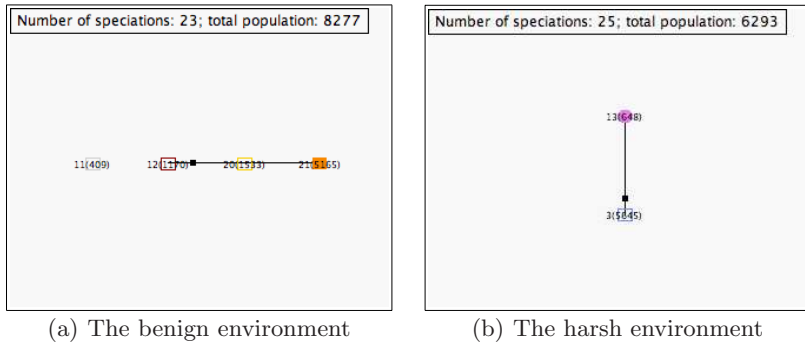 Number of speciations: 23; total population: 8277
11(409) 12(1170) 20(1533) 21(5165)
(a) The benign environment
Number of speciations: 25; total population: 6293
13(648)
3(5645)
(b) The harsh environment